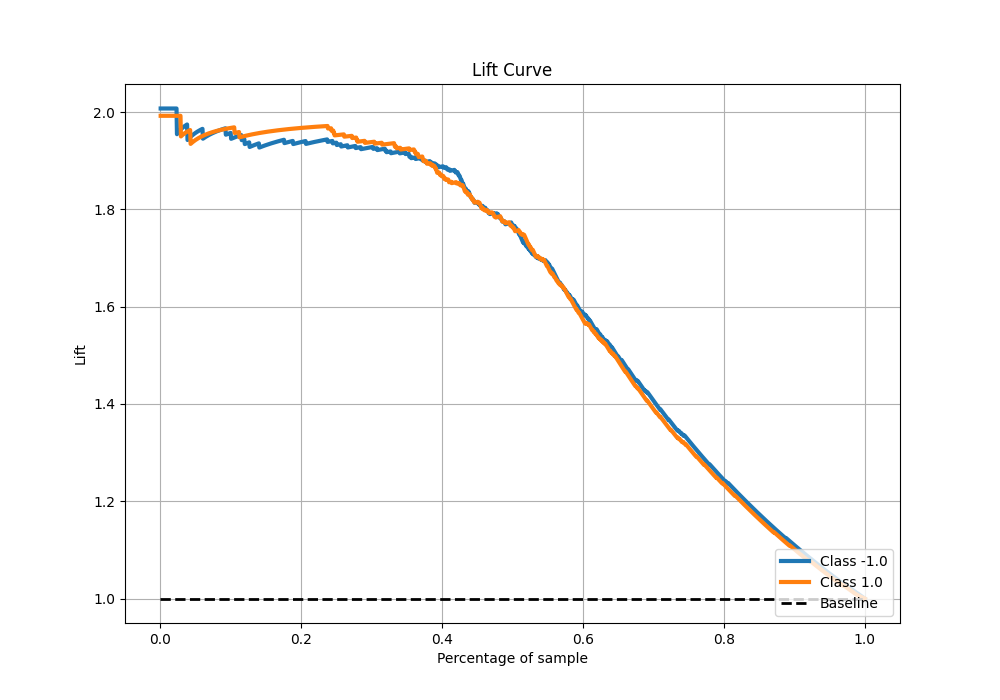 Lift Curve
2.0
1.8
1.6
1.4
1.2
1.0
Lift
Class -1.0
Class 1.0
Baseline
0.0 0.2 0.4 0.6 0.8 1.0
Percentage of sample